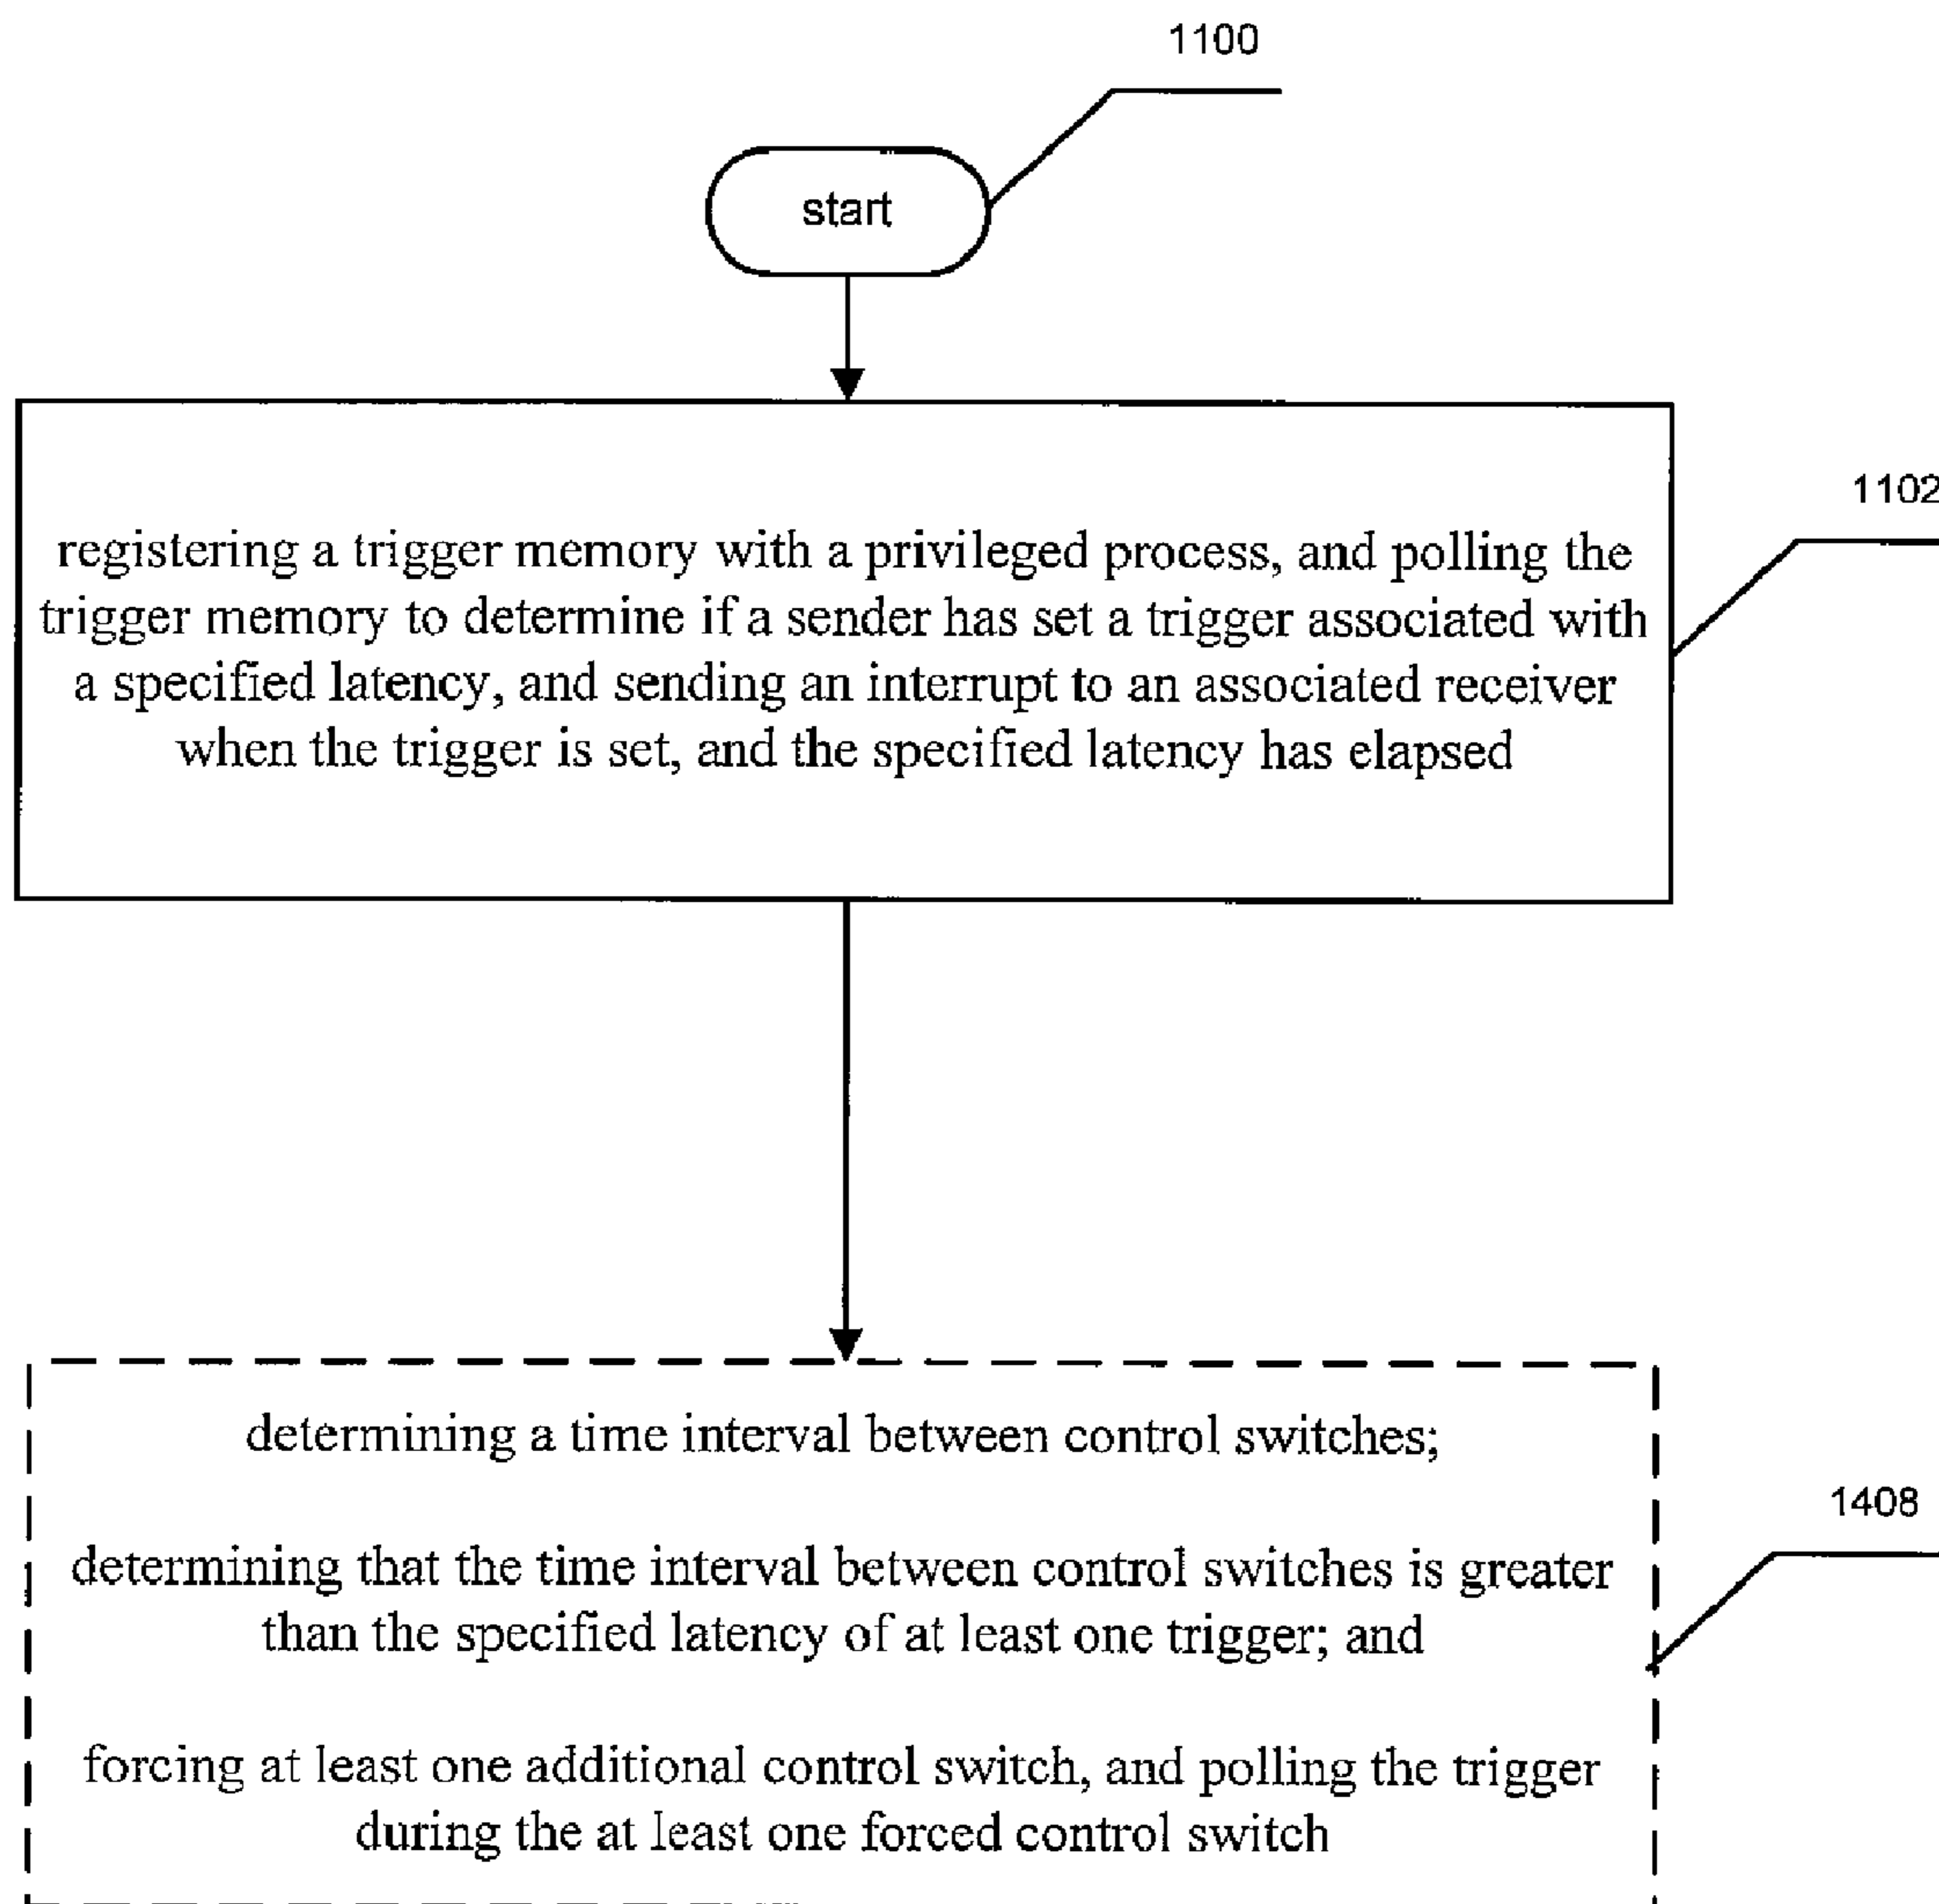 1100
start
1102
registering a trigger memory with a privileged process, and polling the
trigger memory to determine if a sender has set a trigger associated with
a specified latency, and sending an interrupt to an associated receiver
when the trigger is set, and the specified latency has elapsed
determining a time interval between control switches;
1408
determining that the time interval between control switches is greater
than the specified latency of at least one trigger; and
forcing at least one additional control switch, and polling the trigger
during the at least one forced control switch